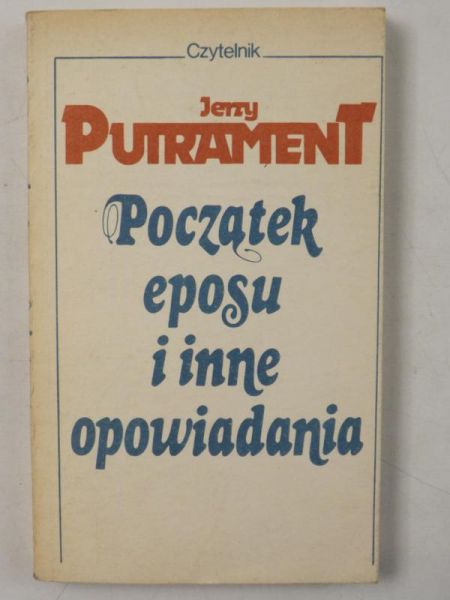 Czytelnik
Jerzy
PUTRAMENT
Początek
eposu
i inne
opowiadania